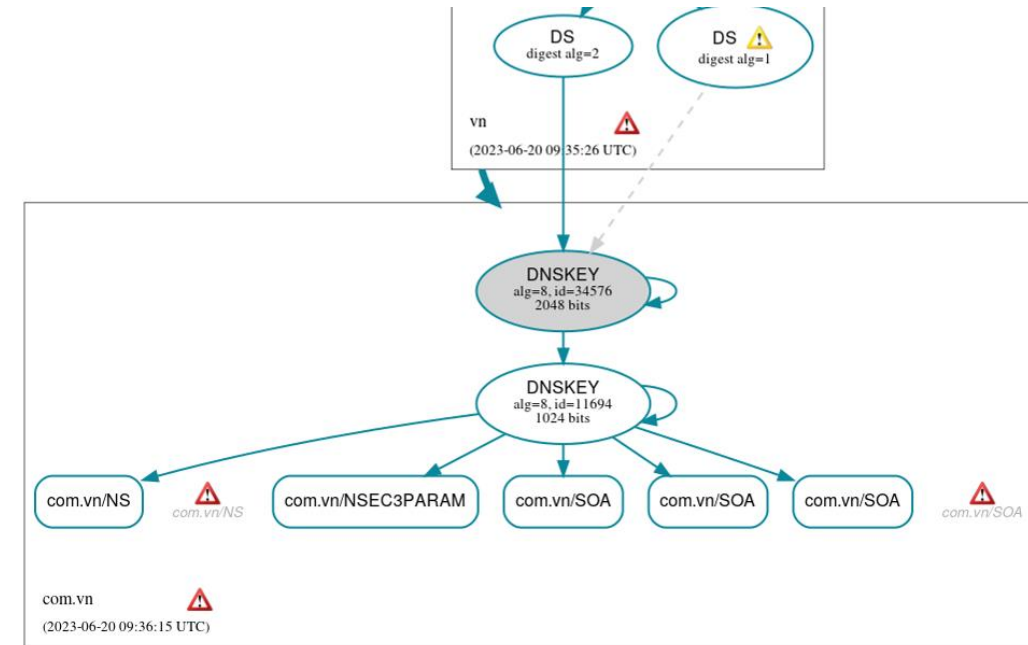 DS
digest alg=2
DS
digest alg=1
vn
(2023-06-20 09:35:26 UTC)
DNSKEY
alg=8, id=34576
2048 bits
DNSKEY
alg=8, id=11694
1024 bits
com.vn/NS
com.vn/NS
com.vn/NSEC3PARAM
com.vn/SOA
com.vn/SOA
com.vn/SOA
com.vn/SOA
com.vn
(2023-06-20 09:36:15 UTC)